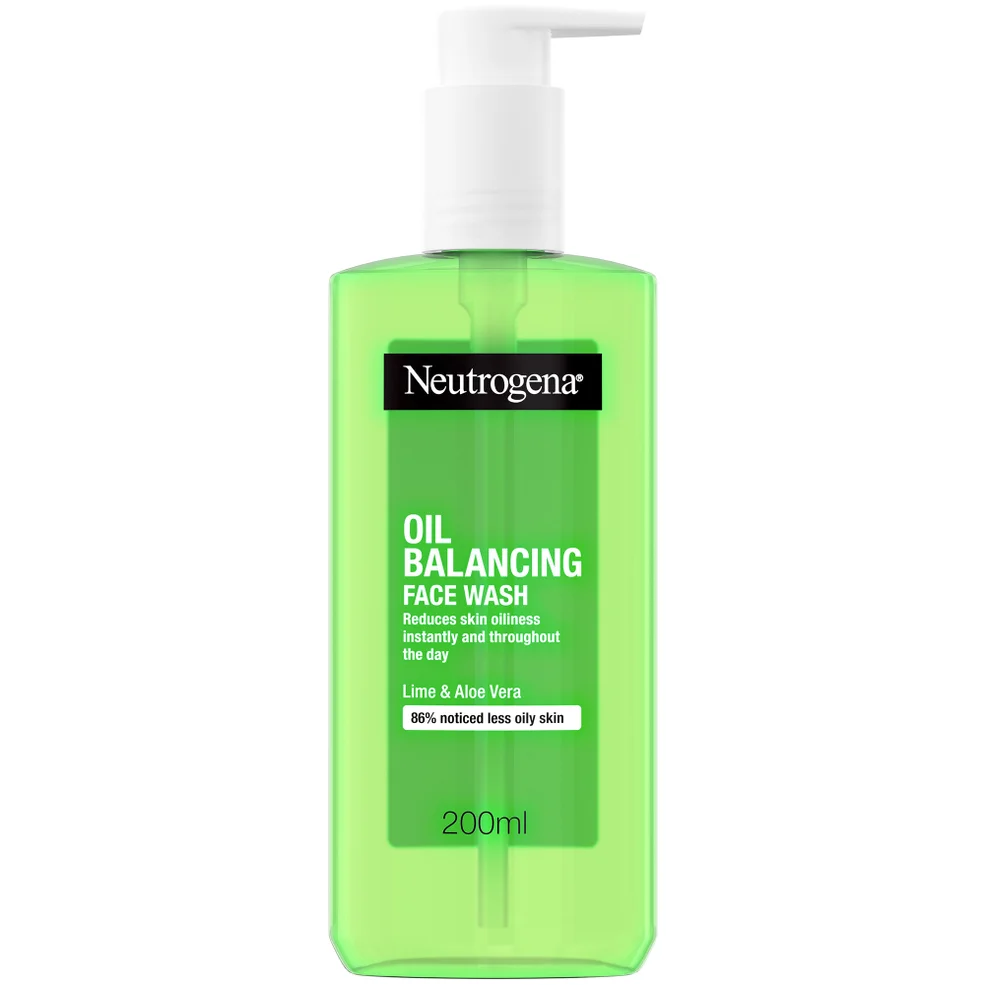 Neutrogena®
OIL
BALANCING
FACE WASH
Reduces skin oiliness
instantly and throughout
the day
Lime & Aloe Vera
86% noticed less oily skin
200ml